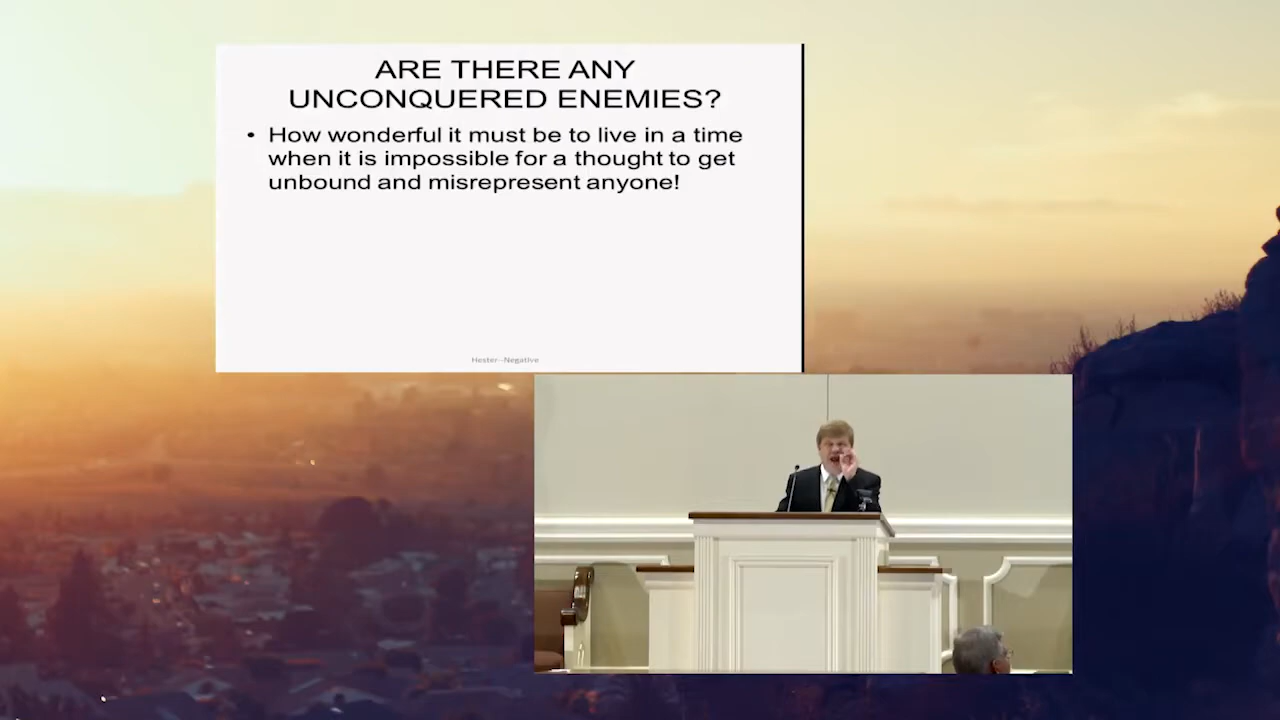 ARE THERE ANY
UNCONQUERED ENEMIES?
• How wonderful it must be to live in a time
when it is impossible for a thought to get
unbound and misrepresent anyone!
Hester--Negative